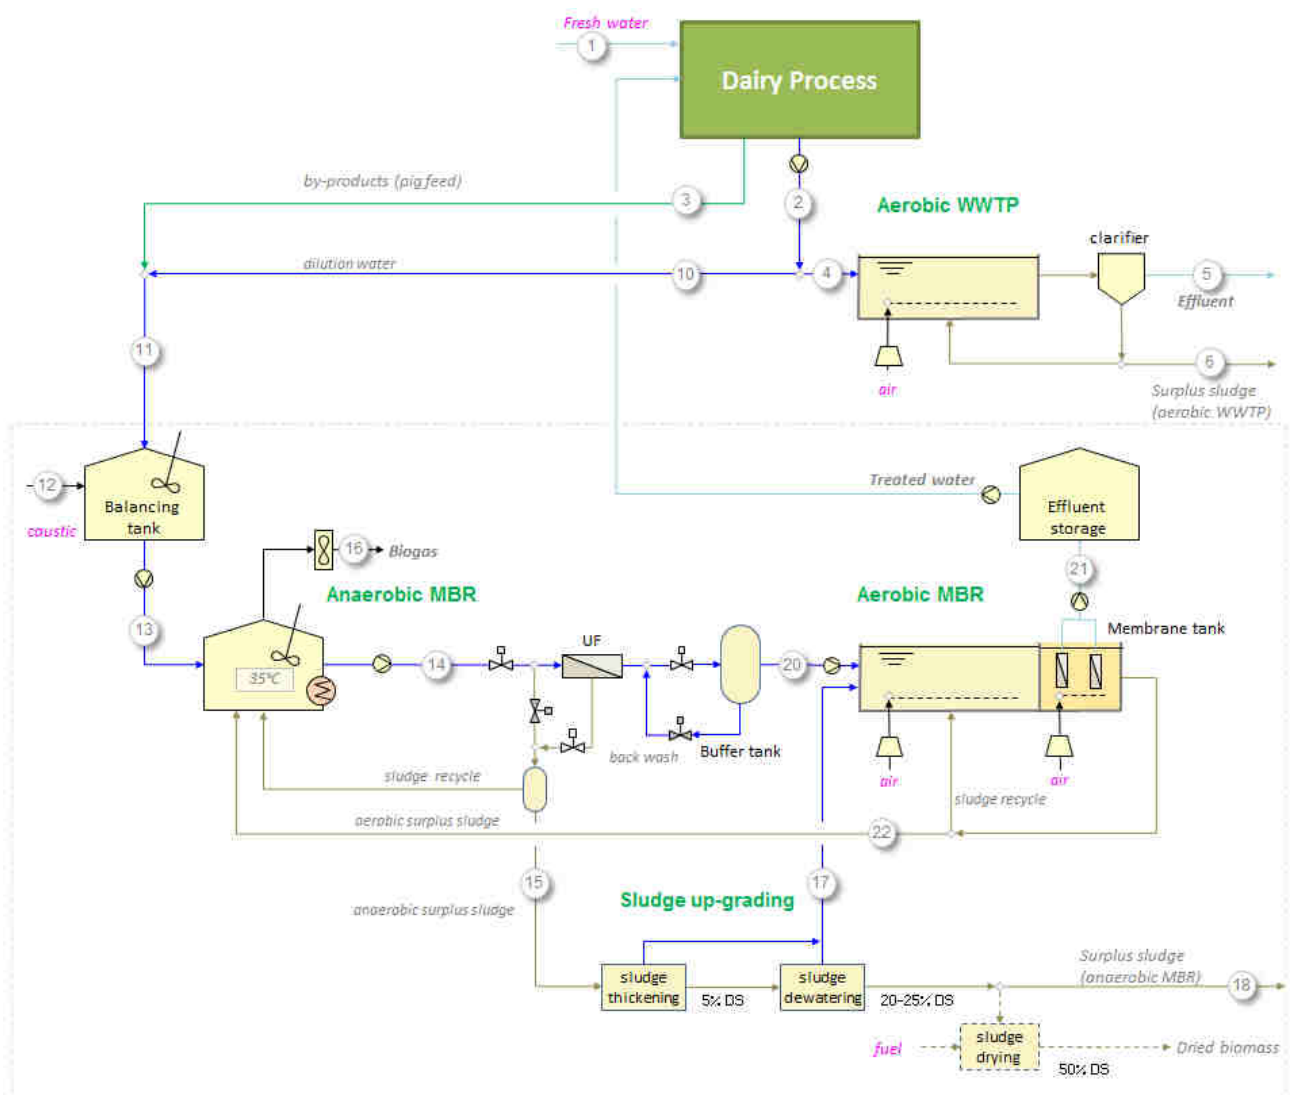 Fresh water
1
Dairy Process
by-products (pig feed)
3
2
Aerobic WWTP
clarifier
dilution water
10
4
5
Effluent
11
air
6
Surplus sludge
(aerobic WWTP)
12
caustic
Balancing
tank
Treated water
Effluent
storage
16
Biogas
21
Anaerobic MBR
Aerobic MBR
13
UF
Membrane tank
14
20
35°C
back wash
Buffer tank
sludge recycle
air
air
sludge recycle
aerobic surplus sludge
22
15
17
anaerobic surplus sludge
Sludge up-grading
sludge
thickening
5% DS
sludge
dewatering
20-25% DS
Surplus sludge
(anaerobic MBR)
18
fuel
sludge
drying
Dried biomass
50% DS